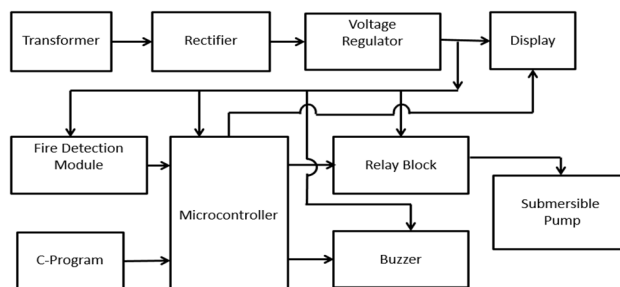 Transformer
Rectifier
Voltage
Regulator
Display
Fire Detection
Module
Microcontroller
Relay Block
Submersible
Pump
C-Program
Buzzer